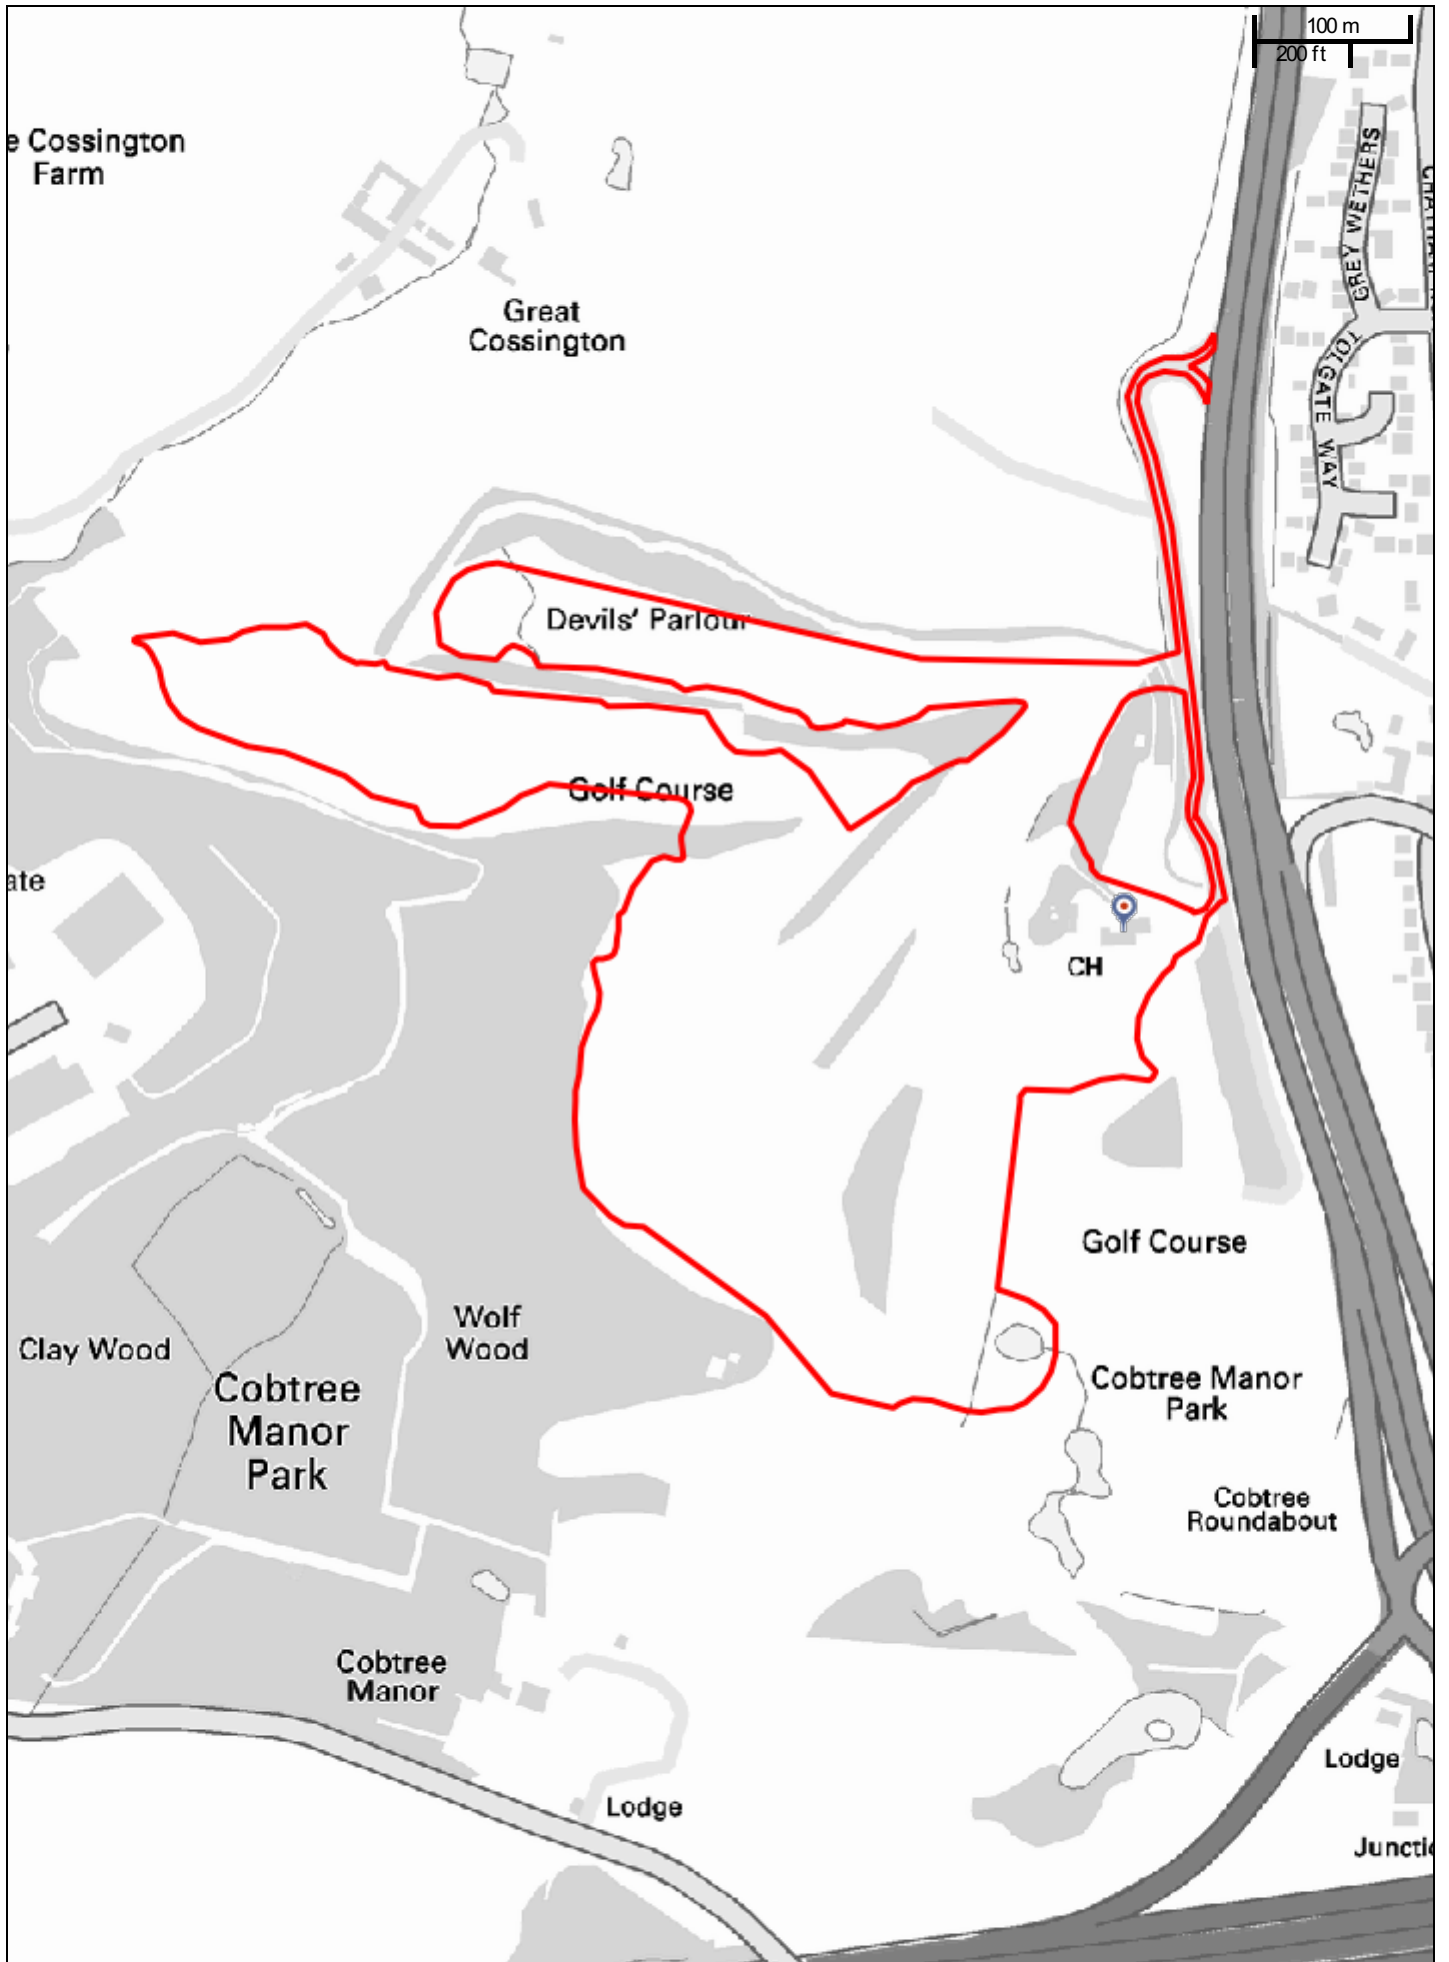 100 m
200 ft
e Cossington
Farm
GREY WETHERS
Great
Cossington
TOLGATE WAY
Devils' Parlour
Golf Course
ate
CH
Golf Course
Wolf
Wood
Clay Wood
Cobtree
Manor
Park
Cobtree Manor
Park
Cobtree
Roundabout
Cobtree
Manor
Lodge
Lodge
Juncti